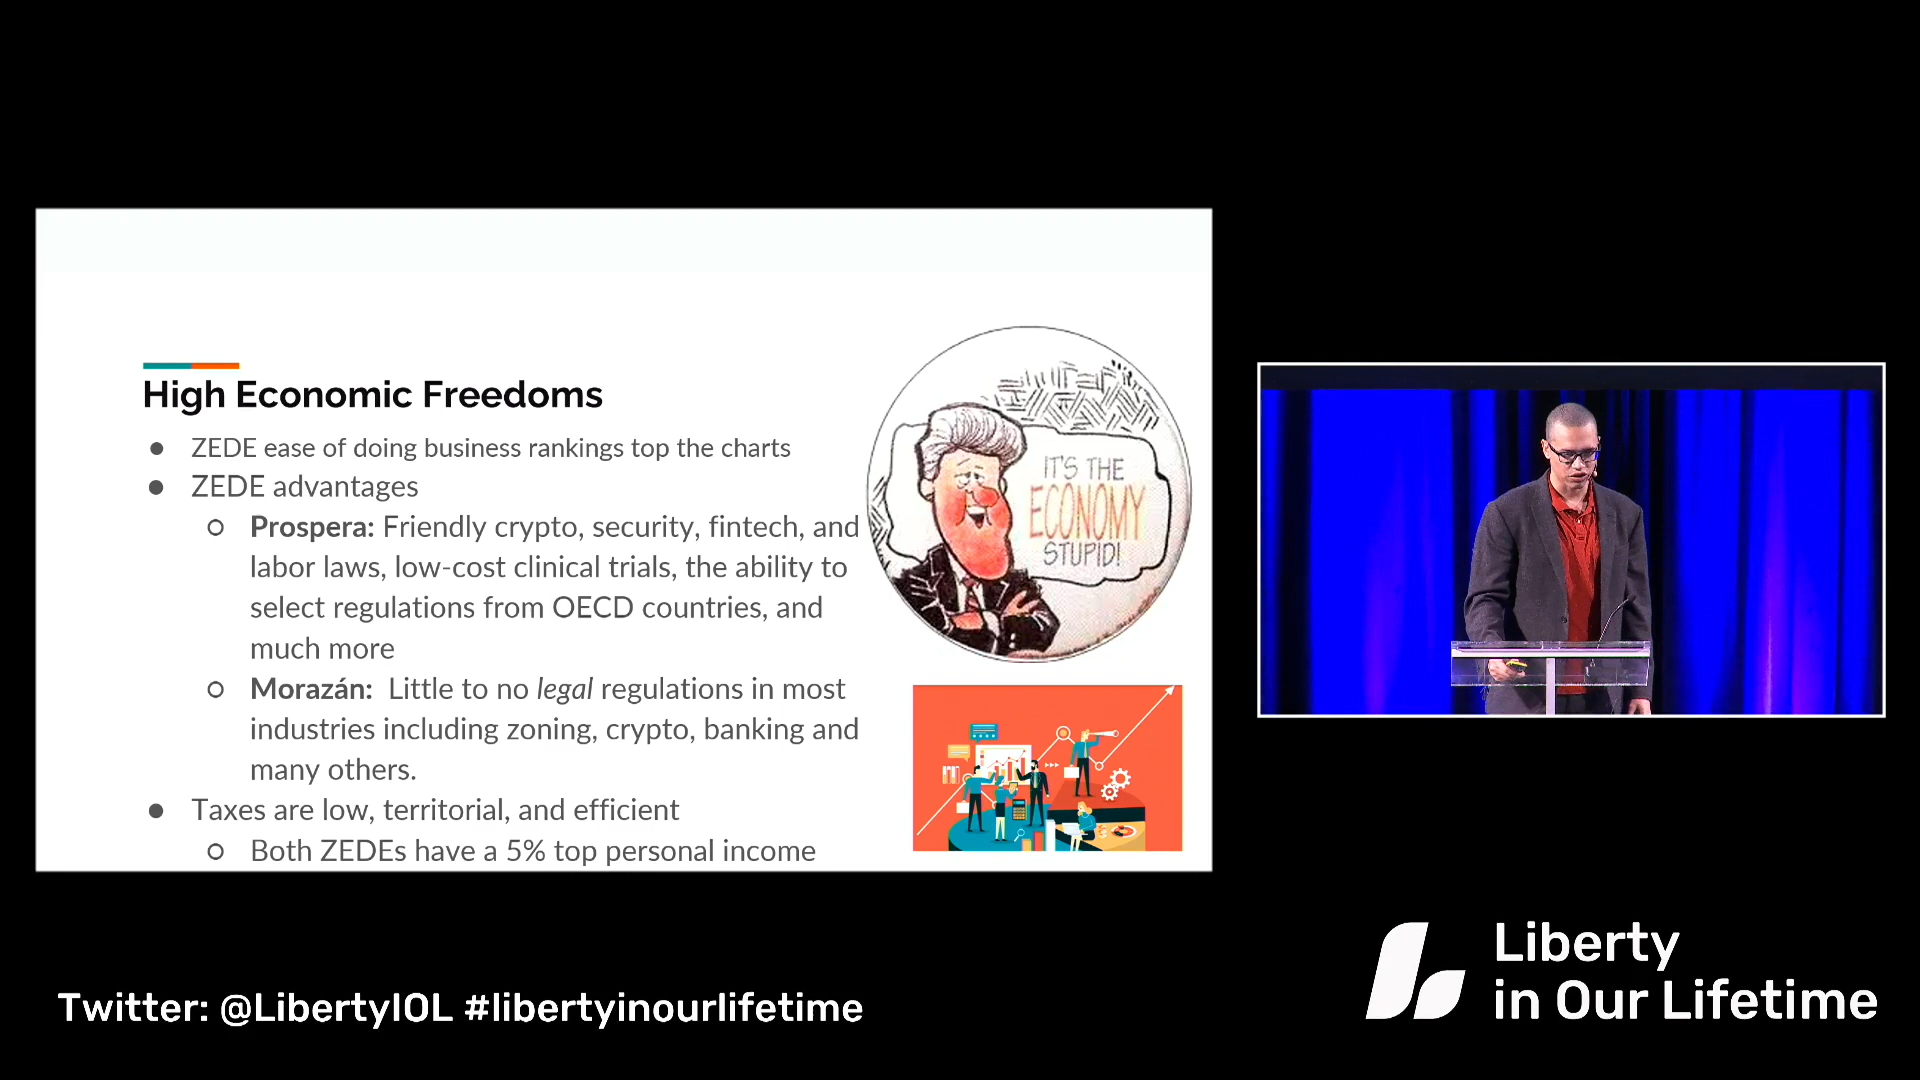 High Economic Freedoms
● ZEDE ease of doing business rankings top the charts
● ZEDE advantages
○ Prospera: Friendly crypto, security, fintech, and
labor laws, low-cost clinical trials, the ability to
select regulations from OECD countries, and
much more
○ Morazán: Little to no legal regulations in most
industries including zoning, crypto, banking and
many others.
● Taxes are low, territorial, and efficient
○ Both ZEDEs have a 5% top personal income
IT'S THE
ECONOMY
STUPID!
Twitter: @LibertyIOL #libertyinourlifetime
Liberty
in Our Lifetime